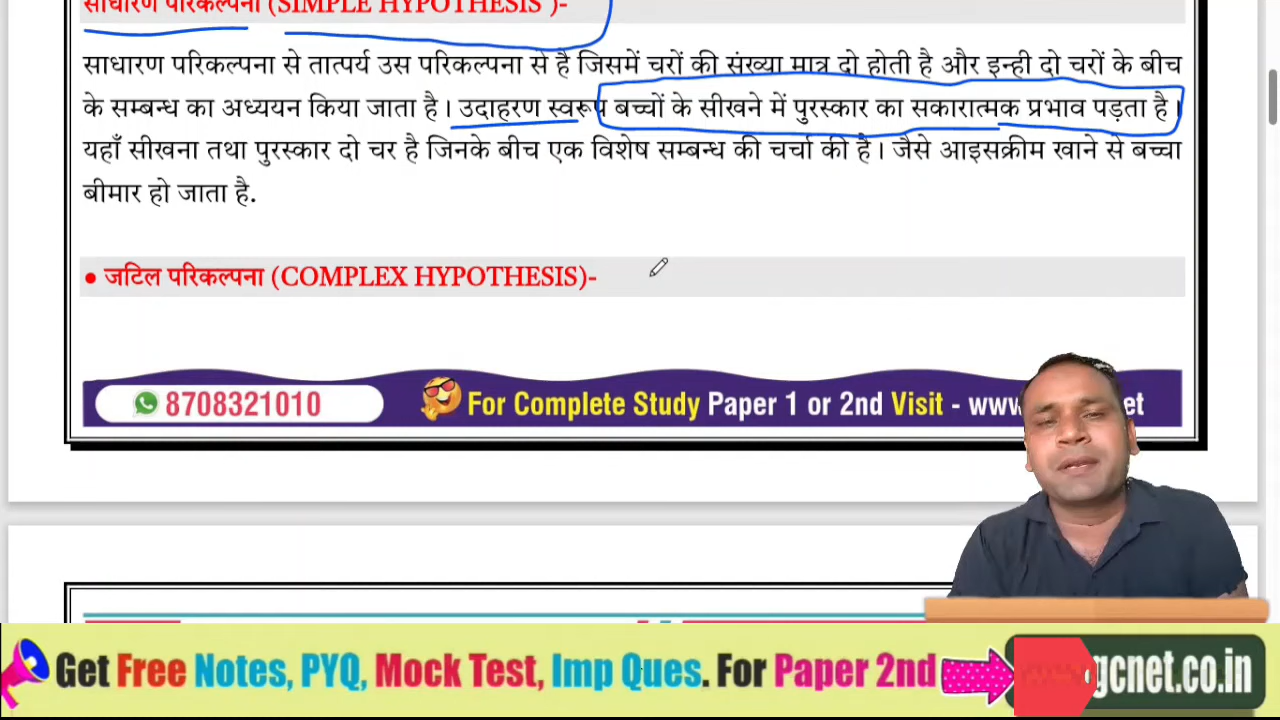 साधारण परिकल्पना (SIMPLE HYPOTHESIS )-
साधारण परिकल्पना से तात्पर्य उस परिकल्पना से है जिसमें चरों की संख्या मात्र दो होती है और इन्ही दो चरों के बीच
के सम्बन्ध का अध्ययन किया जाता है। उदाहरण स्वरूप बच्चों के सीखने में पुरस्कार का सकारात्मक प्रभाव पड़ता है।
यहाँ सीखना तथा पुरस्कार दो चर है जिनके बीच एक विशेष सम्बन्ध की चर्चा की है। जैसे आइसक्रीम खाने से बच्चा
बीमार हो जाता है.
• जटिल परिकल्पना (COMPLEX HYPOTHESIS)-
8708321010 For Complete Study Paper 1 or 2nd Visit - www
Get Free Notes, PYQ, Mock Test, Imp Ques. For Paper 2nd gcnet.co.in